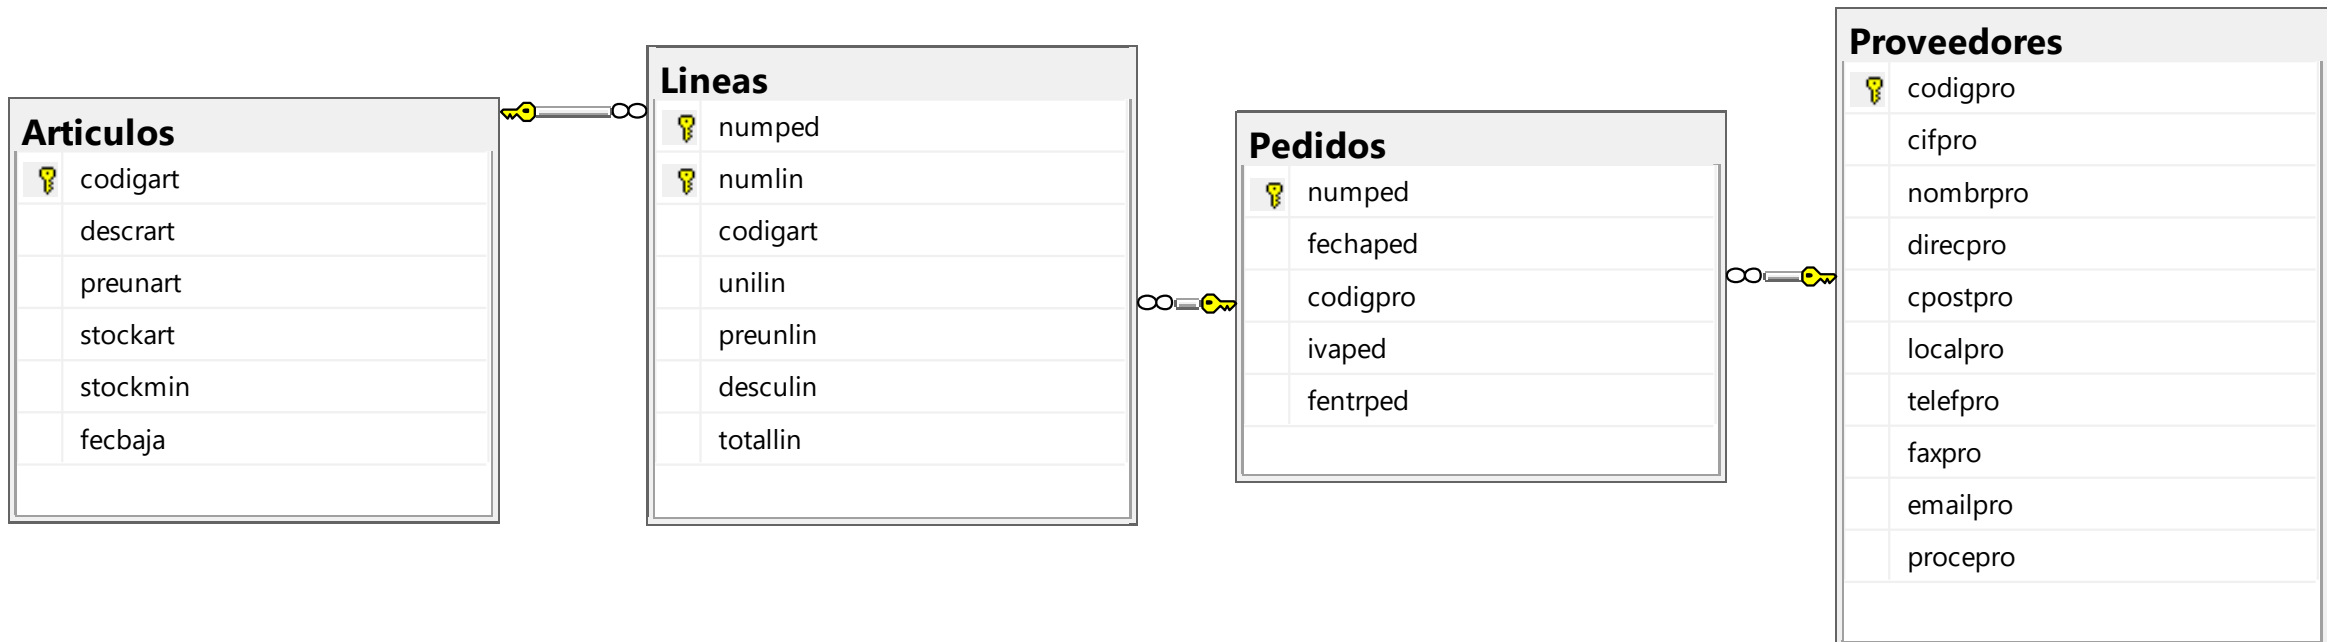 Articulos
codigart
descrart
preunart
stockart
stockmin
fecbaja
Lineas
numped
numlin
codigart
unilin
preunlin
desculin
totallin
Pedidos
numped
fechaped
codigpro
ivaped
fentrped
Proveedores
codigpro
cifpro
nombrpro
direcpro
cpostpro
localpro
telefpro
faxpro
emailpro
procepro